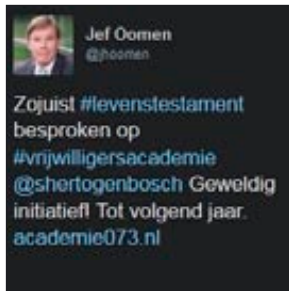 Jef Oomen
@jhoomen
Zojuist #levenstestament
besproken op
#vrijwilligersacademie
@shertogenbosch Geweldig
initiatief! Tot volgend jaar.
academie073.nl